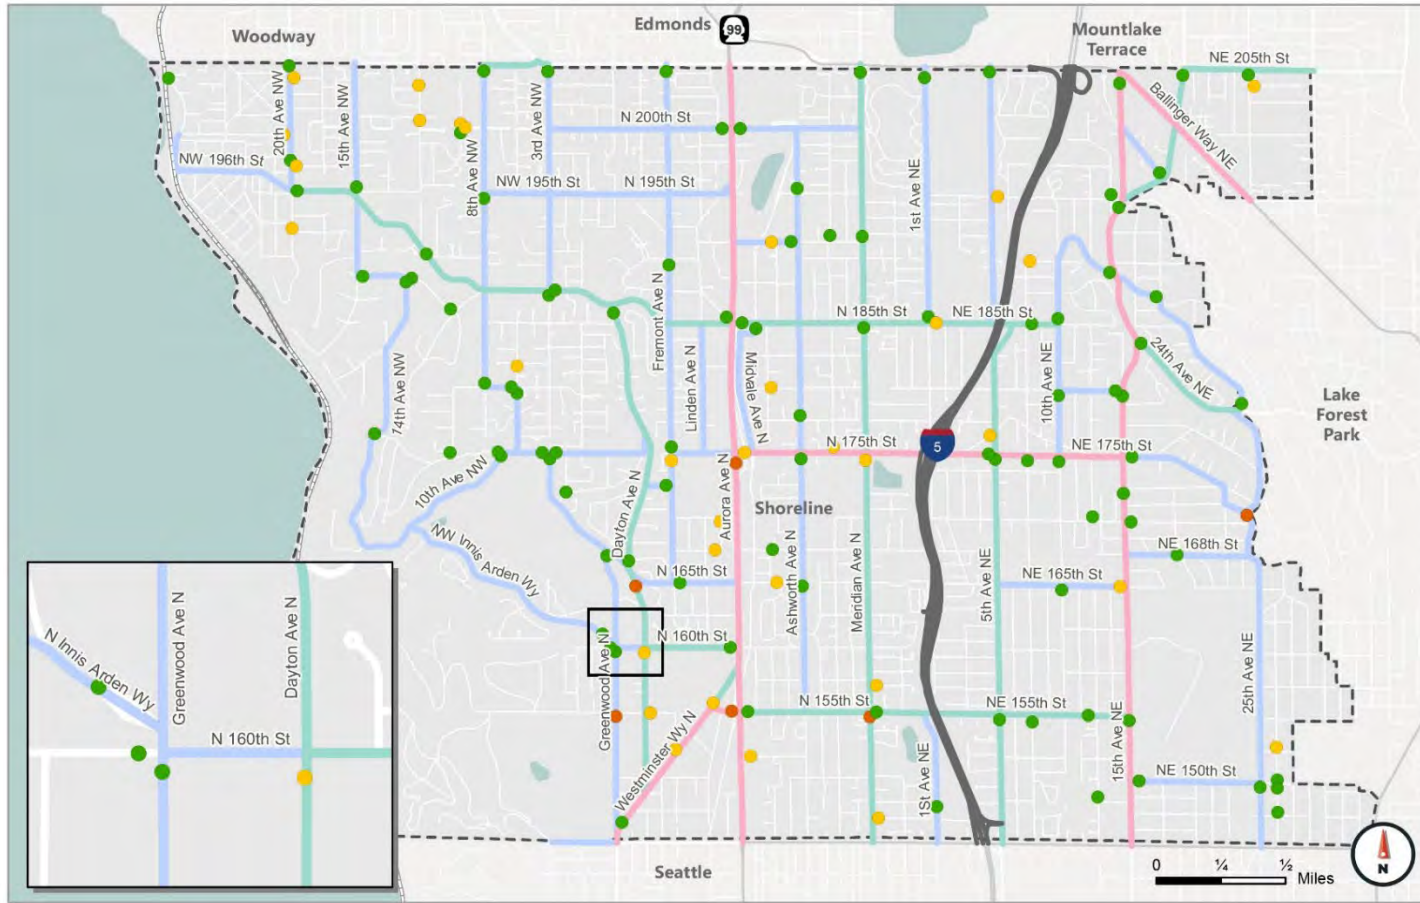 Edmonds
99
Woodway
Mountlake
Terrace
NE 205th St
20th Ave NW
15th Ave NW
3rd Ave NW
N 200th St
Ballinger Way NE
NW 196th St
8th Ave NW
NW 195th St
N 195th St
1st Ave NE
Fremont Ave N
N 185th St
NE 185th St
14th Ave NW
Linden Ave N
Midvale Ave N
10th Ave NE
24th Ave NE
Lake
Forest
Park
5
N 175th St
NE 175th St
10th Ave NW
Dayton Ave N
Aurora Ave N
Shoreline
NW Innis Arden Wy
Ashworth Ave N
Meridian Ave N
NE 168th St
N 165th St
5th Ave NE
NE 165th St
N 160th St
Greenwood Ave N
25th Ave NE
N 155th St
NE 155th St
Westminster Wy N
1St Ave NE
15th Ave NE
NE 150th St
N Innis Arden Wy
Greenwood Ave N
Dayton Ave N
N 160th St
Seattle
0 ¼ ½
Miles
N